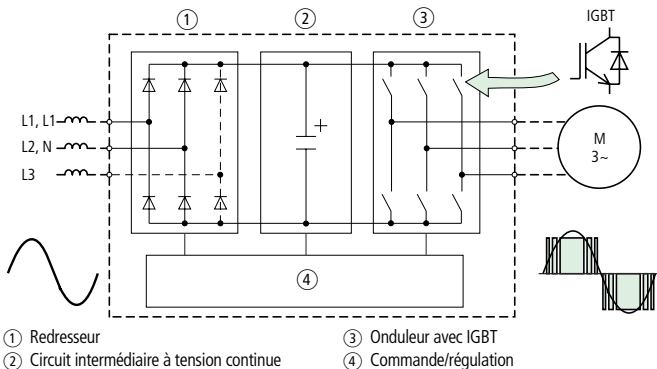 ① ② ③ IGBT
L1, L1
L2, N
L3
+
M
3~
④
① Redresseur
② Circuit intermédiaire à tension continue
③ Onduleur avec IGBT
④ Commande/régulation